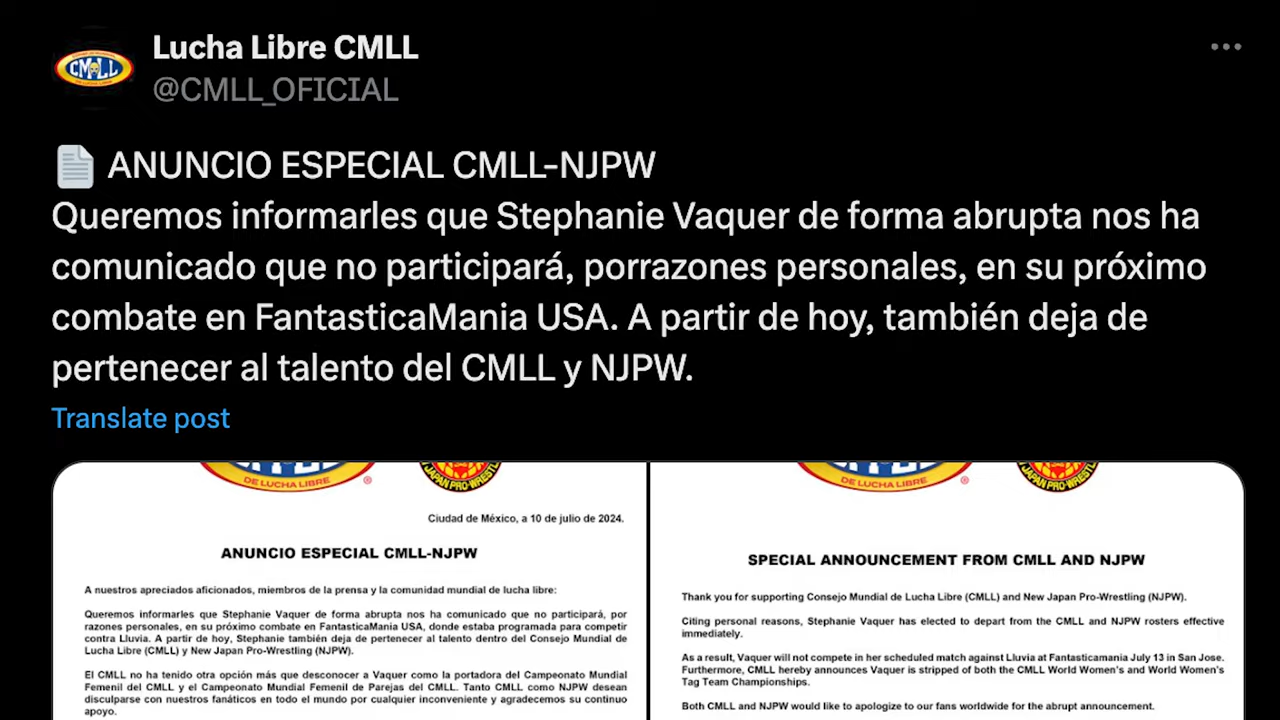 Lucha Libre CMLL
@CMLL_OFICIAL
CMLL
ANUNCIO ESPECIAL CMLL-NJPW
Queremos informarles que Stephanie Vaquer de forma abrupta nos ha
comunicado que no participará, porrazones personales, en su próximo
combate en FantasticaMania USA. A partir de hoy, también deja de
pertenecer al talento del CMLL y NJPW.
Translate post
DE LUCHA LIBRE ®
JAPAN PRO-WRESTL
Ciudad de México, a 10 de julio de 2024.
ANUNCIO ESPECIAL CMLL-NJPW
A nuestros apreciados aficionados, miembros de la prensa y la comunidad mundial de lucha libre:
Queremos informarles que Stephanie Vaquer de forma abrupta nos ha comunicado que no participará, por
razones personales, en su próximo combate en FantasticaMania USA, donde estaba programada para competir
contra Lluvia. A partir de hoy, Stephanie también deja de pertenecer al talento dentro del Consejo Mundial de
Lucha Libre (CMLL) y New Japan Pro-Wrestling (NJPW).
El CMLL no ha tenido otra opción más que desconocer a Vaquer como la portadora del Campeonato Mundial
Femenil del CMLL y el Campeonato Mundial Femenil de Parejas del CMLL. Tanto CMLL como NJPW desean
disculparse con nuestros fanáticos en todo el mundo por cualquier inconveniente y agradecemos su continuo
apoyo.
DE LUCHA LIBRE ®
JAPAN PRO-WRESTL
SPECIAL ANNOUNCEMENT FROM CMLL AND NJPW
Thank you for supporting Consejo Mundial de Lucha Libre (CMLL) and New Japan Pro-Wrestling (NJPW).
Citing personal reasons, Stephanie Vaquer has elected to depart from the CMLL and NJPW rosters effective
immediately.
As a result, Vaquer will not compete in her scheduled match against Lluvia at Fantasticamania July 13 in San Jose.
Furthermore, CMLL hereby announces Vaquer is stripped of both the CMLL World Women's and World Women's
Tag Team Championships.
Both CMLL and NJPW would like to apologize to our fans worldwide for the abrupt announcement.